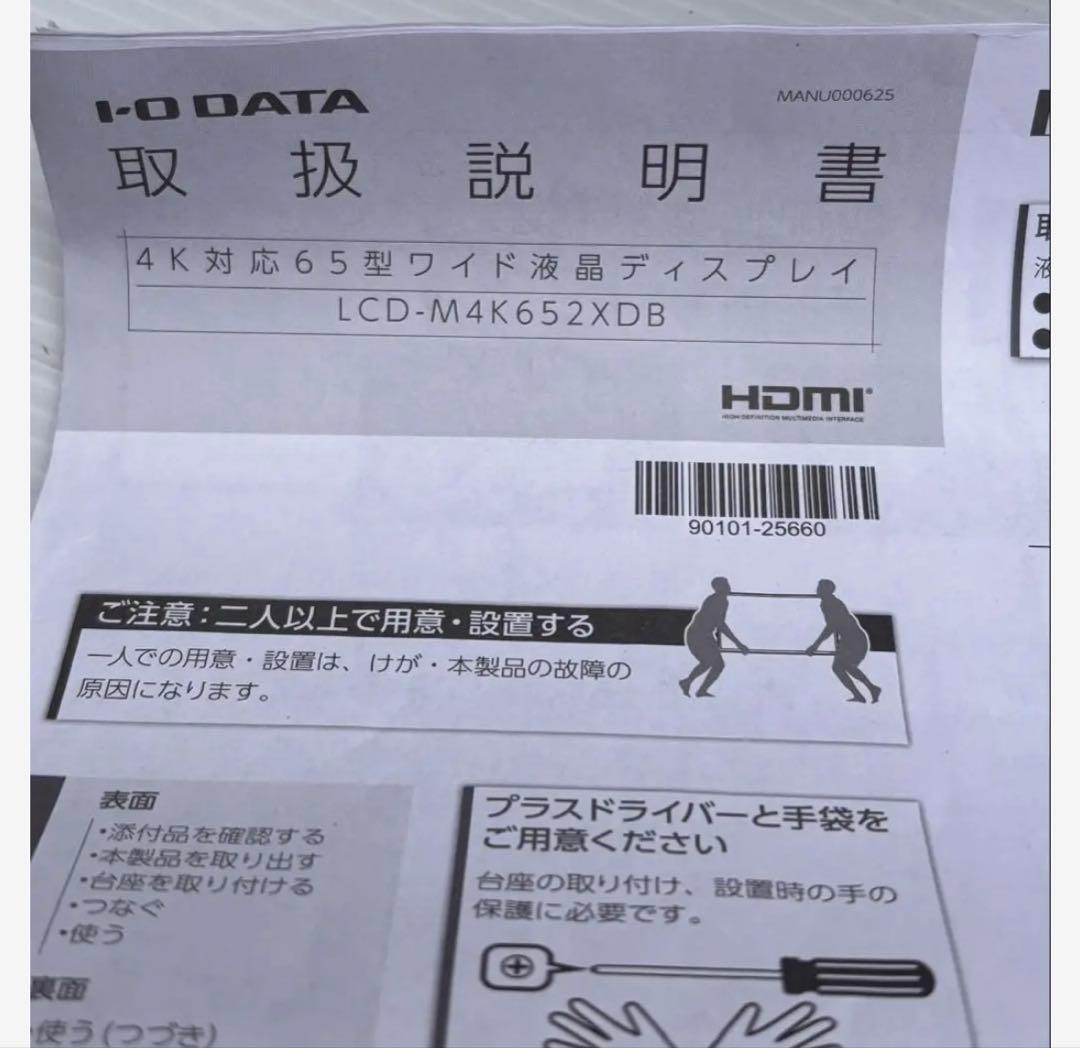 I-O DATA
MANU000625
取扱説明書
4K対応65型ワイド液晶ディスプレイ
LCD-M4K652XDB
HDMI®
HIGH-DEFINITION MULTIMEDIA INTERFACE
90101-25660
ご注意：二人以上で用意・設置する
一人での用意・設置は、けが・本製品の故障の
原因になります。
表面
・添付品を確認する
・本製品を取り出す
・台座を取り付ける
・つなぐ
・使う
裏面
・使う（つづき）
プラスドライバーと手袋を
ご用意ください
台座の取り付け、設置時の手の
保護に必要です。